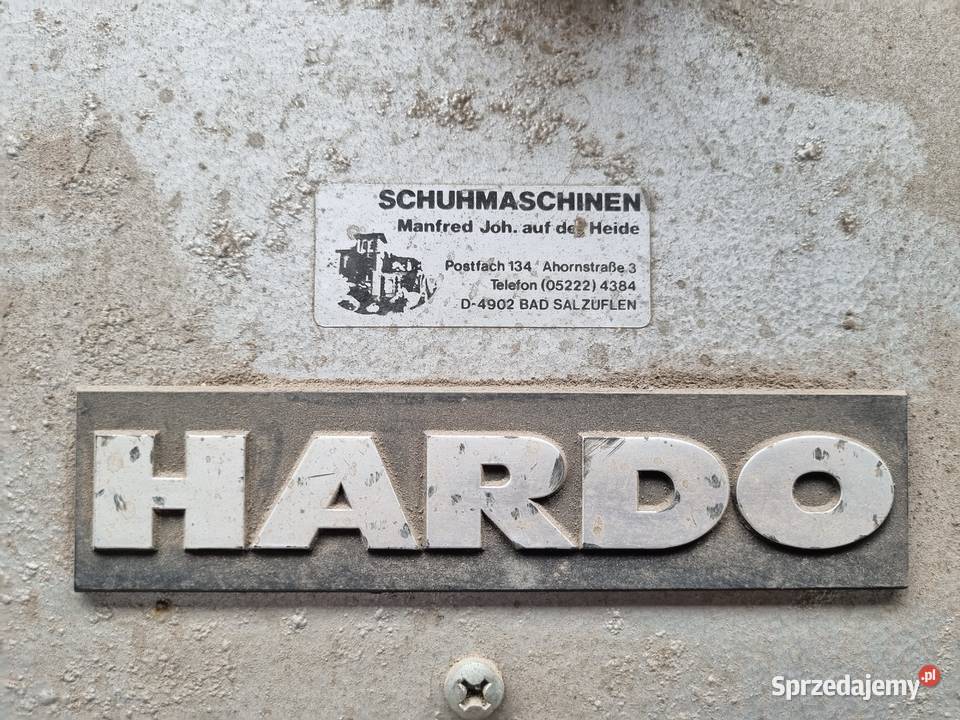 SCHUHMASCHINEN
Manfred Joh. auf der Heide
Postfach 134 Ahornstraße 3
Telefon (05222) 4384
D-4902 BAD SALZUFLEN
HARDO
Sprzedajemy.pl